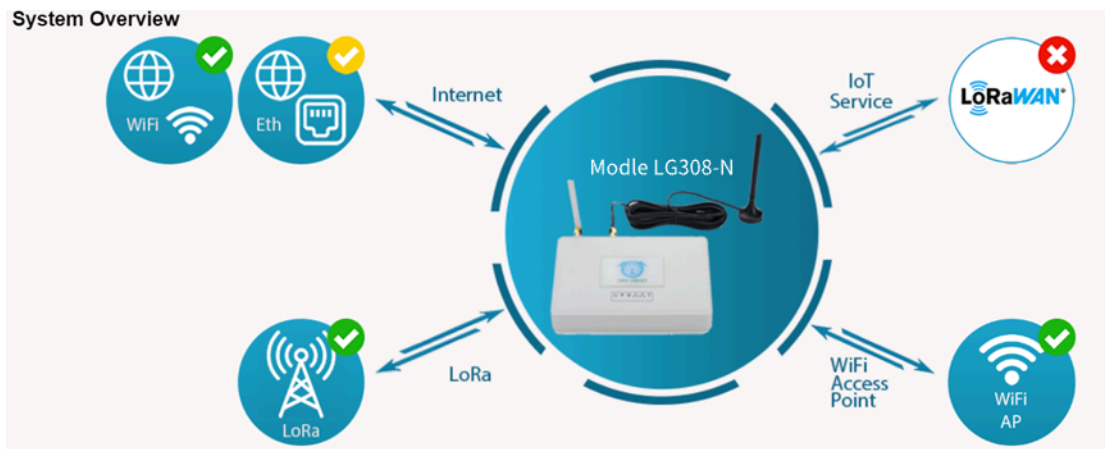 System Overview
WiFi
Eth
Internet
IoT
Service
LoRaWAN
Modle LG308-N
LoRa
LoRa
WiFi
Access
Point
WiFi
AP